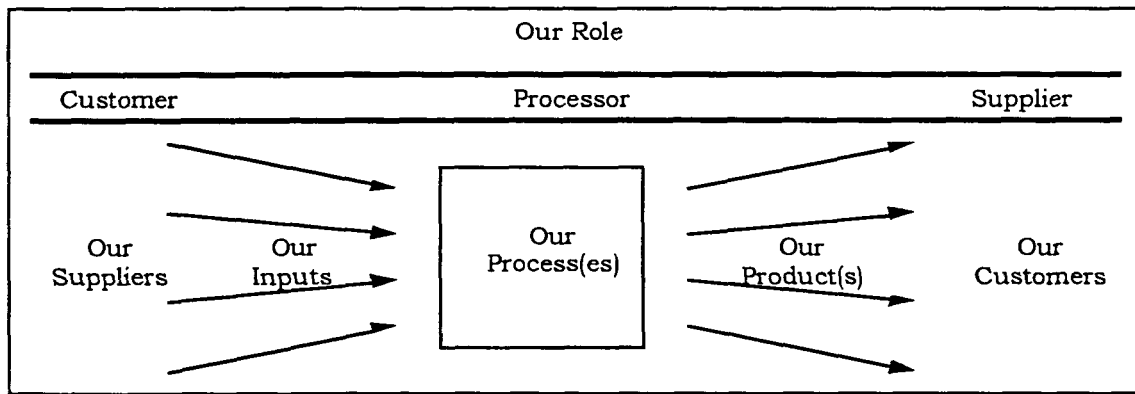 Our Role
Customer Processor Supplier
Our Suppliers
Our Inputs
Our Process(es)
Our Product(s)
Our Customers